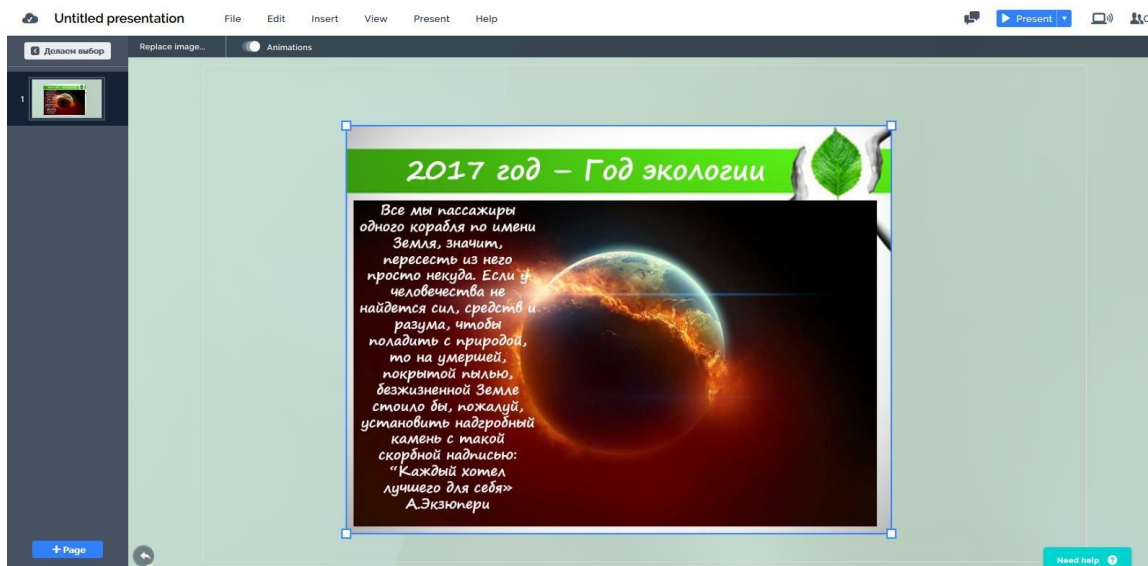 Untitled presentation File Edit Insert View Present Help Present
Делаем выбор Replace image... Animations
1
2017 год – Год экологии
Все мы пассажиры
одного корабля по имени
Земля, значит,
пересесть из него
просто некуда. Если у
человечества не
найдется сил, средств и
разума, чтобы
поладить с природой,
то на умершей,
покрытой пылью,
безжизненной Земле
стоило бы, пожалуй,
установить надгробный
камень с такой
скорбной надписью:
“Каждый хотел
лучшего для себя»
А.Экзюпери
+ Page
Need help ?